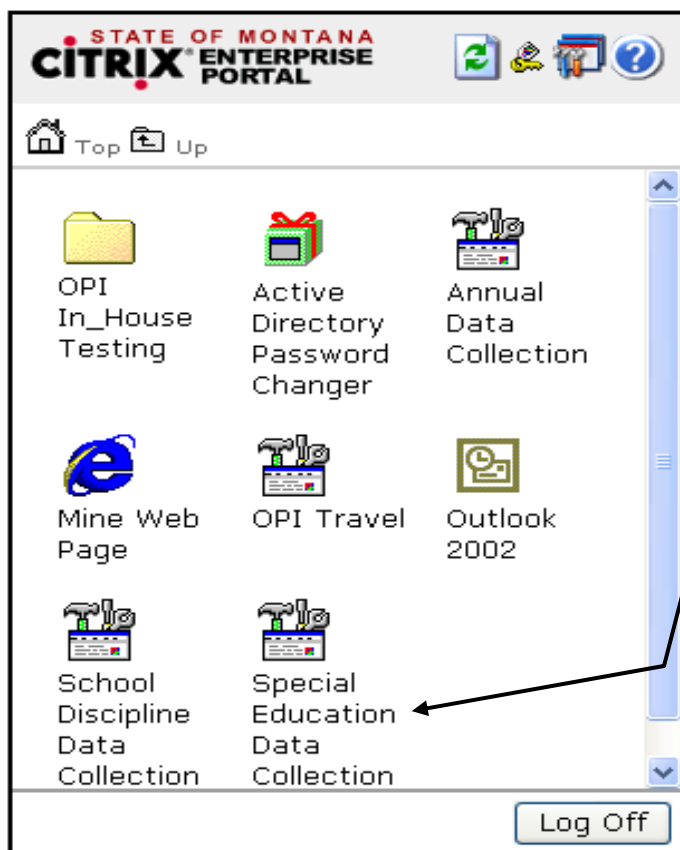 STATE OF MONTANA
CITRIX® ENTERPRISE
PORTAL
Top Up
OPI
In_House
Testing
Active
Directory
Password
Changer
Annual
Data
Collection
Mine Web
Page
OPI Travel
Outlook
2002
School
Discipline
Data
Collection
Special
Education
Data
Collection
Log Off